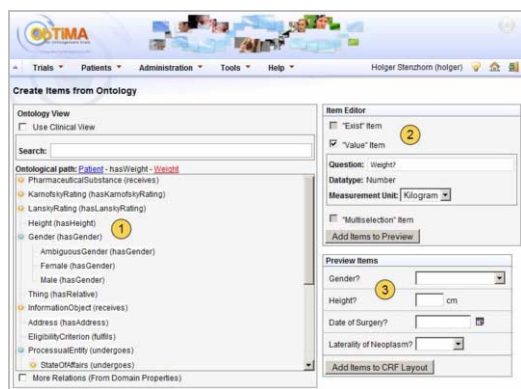 ObTiMA
Trials Patients Administration Tools Help Holger Stenzhorn (holger)
Create Items from Ontology
Ontology View
Use Clinical View
Search:
Ontological path: Patient - hasWeight - Weight
PharmaceuticalSubstance (receives)
KarnofskyRating (hasKarnofskyRating)
LanskyRating (hasLanskyRating)
Height (hasHeight)
1
Gender (hasGender)
AmbiguousGender (hasGender)
Female (hasGender)
Male (hasGender)
Thing (hasRelative)
InformationObject (receives)
Address (hasAddress)
EligibilityCriterion (fulfils)
ProcessualEntity (undergoes)
StateOfAffairs (undergoes)
More Relations (From Domain Properties)
Item Editor
"Exist" Item
2
"Value" Item
Question: Weight?
Datatype: Number
Measurement Unit: Kilogram
"Multiselection" Item
Add Items to Preview
Preview Items
Gender?
3
Height? cm
Date of Surgery?
Laterality of Neoplasm?
Add Items to CRF Layout